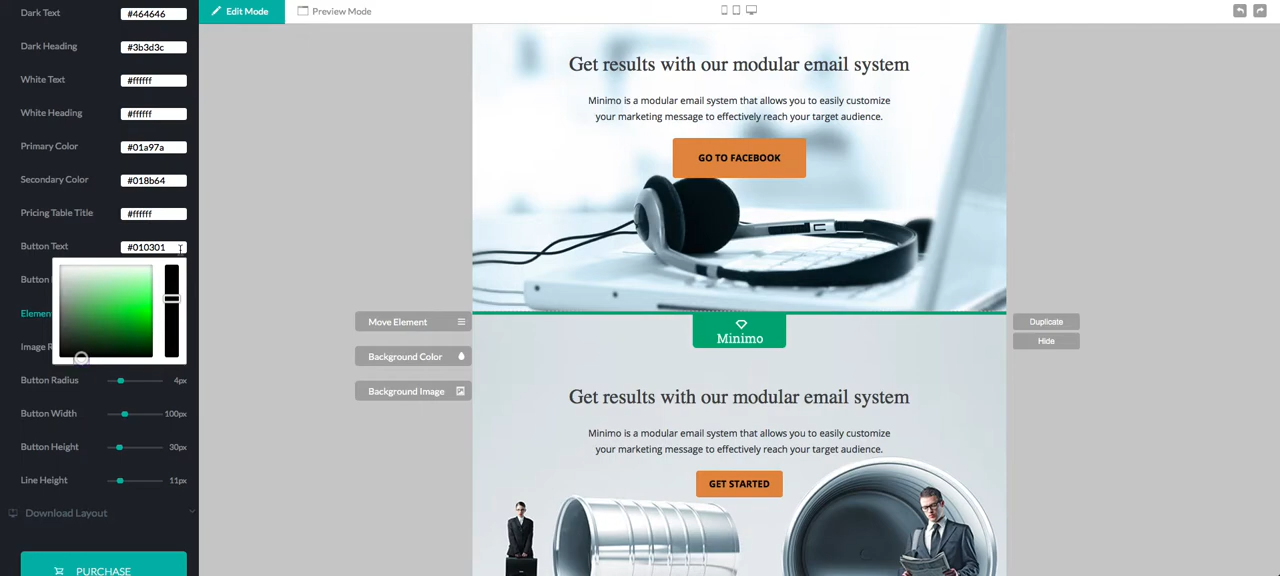 Dark Text #464646
Edit Mode
Preview Mode
Dark Heading #3b3d3c
White Text #ffffff
White Heading #ffffff
Primary Color #01a97a
Secondary Color #018b64
Pricing Table Title #ffffff
Button Text #010301
Button
Elemen
Image R
Button Radius 4px
Button Width 100px
Button Height 30px
Line Height 11px
Download Layout
PURCHASE
Get results with our modular email system
Minimo is a modular email system that allows you to easily customize
your marketing message to effectively reach your target audience.
GO TO FACEBOOK
Move Element
Background Color
Background Image
Minimo
Duplicate
Hide
Get results with our modular email system
Minimo is a modular email system that allows you to easily customize
your marketing message to effectively reach your target audience.
GET STARTED